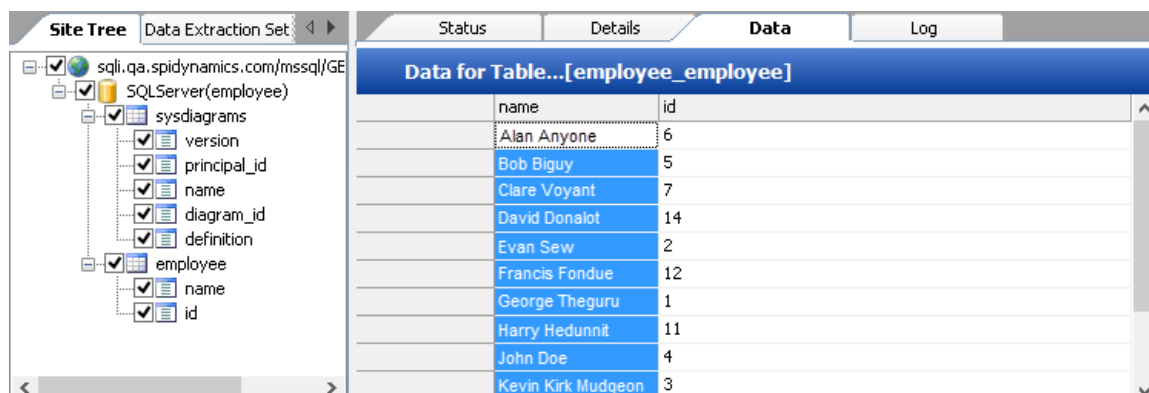 Site Tree
Data Extraction Set
sqli.qa.spidynamics.com/mssql/GE
SQLServer(employee)
sysdiagrams
version
principal_id
name
diagram_id
definition
employee
name
id
Status Details Data Log
Data for Table...[employee_employee]
name id
Alan Anyone 6
Bob Biguy 5
Clare Voyant 7
David Donalot 14
Evan Sew 2
Francis Fondue 12
George Theguru 1
Harry Hedunnit 11
John Doe 4
Kevin Kirk Mudgeon 3